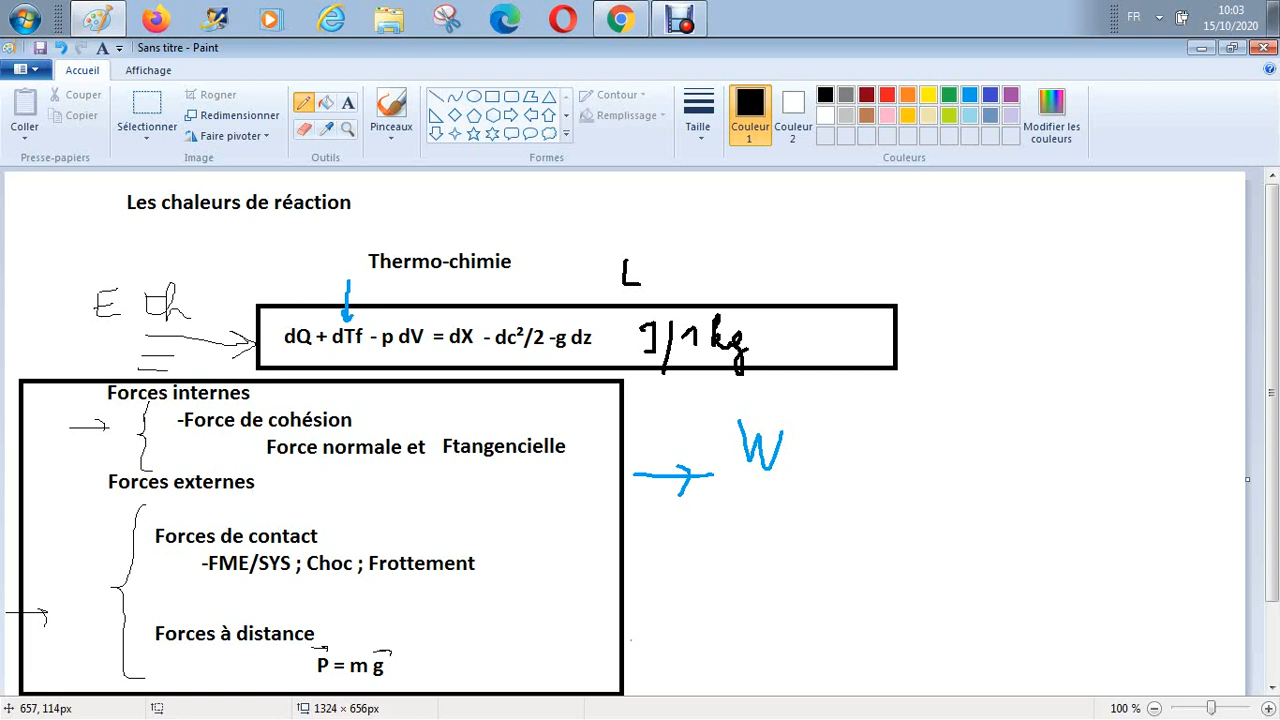 FR
10:03
15/10/2020
Sans titre - Paint
Accueil
Affichage
Coller
Couper
Copier
Presse-papiers
Sélectionner
Rogner
Redimensionner
Faire pivoter
Image
Outils
Pinceaux
Contour
Remplissage
Formes
Taille
Couleur 1
Couleur 2
Modifier les couleurs
Couleurs
Les chaleurs de réaction
Thermo-chimie
L
E th
dQ + dTf - p dV = dX - dc²/2 -g dz
J/1 kg
Forces internes
-Force de cohésion
Force normale et Ftangencielle
W
Forces externes
Forces de contact
-FME/SYS ; Choc ; Frottement
Forces à distance
P = m g
657, 114px
1324 × 656px
100 %